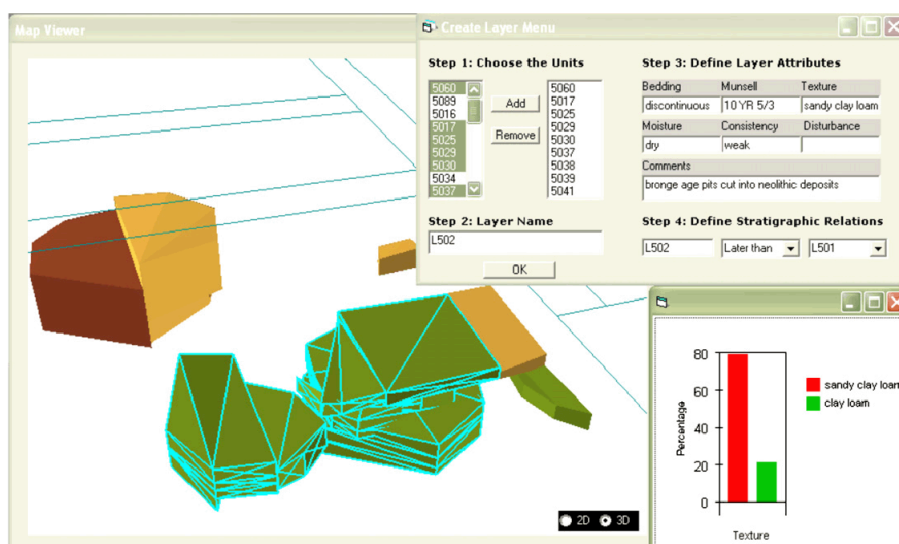 Map Viewer
Create Layer Menu
Step 1: Choose the Units
5060
5089
5016
5017
5025
5029
5030
5034
5037
Add
Remove
5060
5017
5025
5029
5030
5037
5038
5039
5041
Step 2: Layer Name
L502
OK
Step 3: Define Layer Attributes
Bedding Munsell Texture
discontinuous 10 YR 5/3 sandy clay loam
Moisture Consistency Disturbance
dry weak
Comments
bronge age pits cut into neolithic deposits
Step 4: Define Stratigraphic Relations
L502 Later than L501
2D 3D
80
60
40
20
0
Percentage
Texture
sandy clay loam
clay loam